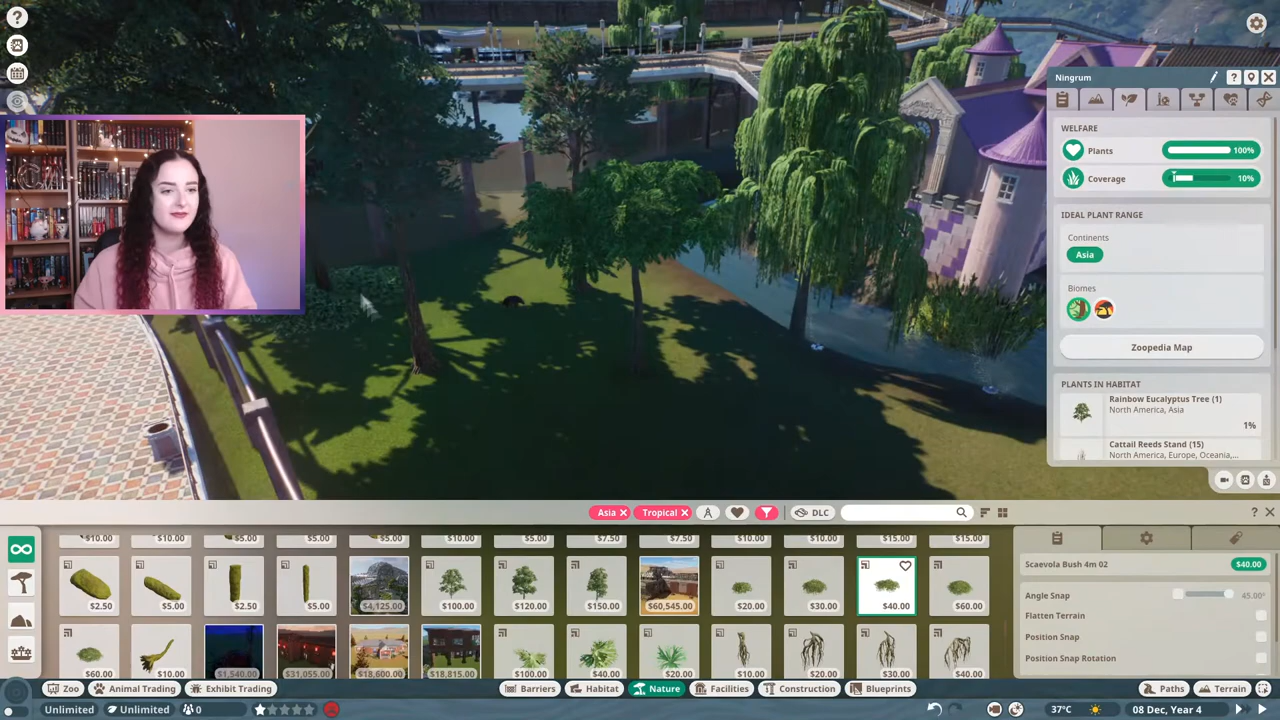 Ningrum
WELFARE
Plants 100%
Coverage 10%
IDEAL PLANT RANGE
Continents
Asia
Biomes
Zoopedia Map
PLANTS IN HABITAT
Rainbow Eucalyptus Tree (1)
North America, Asia
1%
Cattail Reeds Stand (15)
North America, Europe, Oceania,...
Asia Tropical DLC
$10.00 $10.00 $5.00 $5.00 $10.00 $10.00 $5.00 $7.50 $7.50 $10.00 $10.00 $15.00 $15.00
$2.50 $5.00 $2.50 $5.00 $4,125.00 $100.00 $120.00 $150.00 $60,545.00 $20.00 $30.00 $40.00 $60.00
$60.00 $10.00 $1,540.00 $31,055.00 $18,600.00 $18,815.00 $100.00 $40.00 $20.00 $10.00 $20.00 $30.00 $40.00
Scaevola Bush 4m 02 $40.00
Angle Snap 45.00°
Flatten Terrain
Position Snap
Position Snap Rotation
Zoo Animal Trading Exhibit Trading Barriers Habitat Nature Facilities Construction Blueprints Paths Terrain
Unlimited Unlimited 0 37°C 08 Dec, Year 4